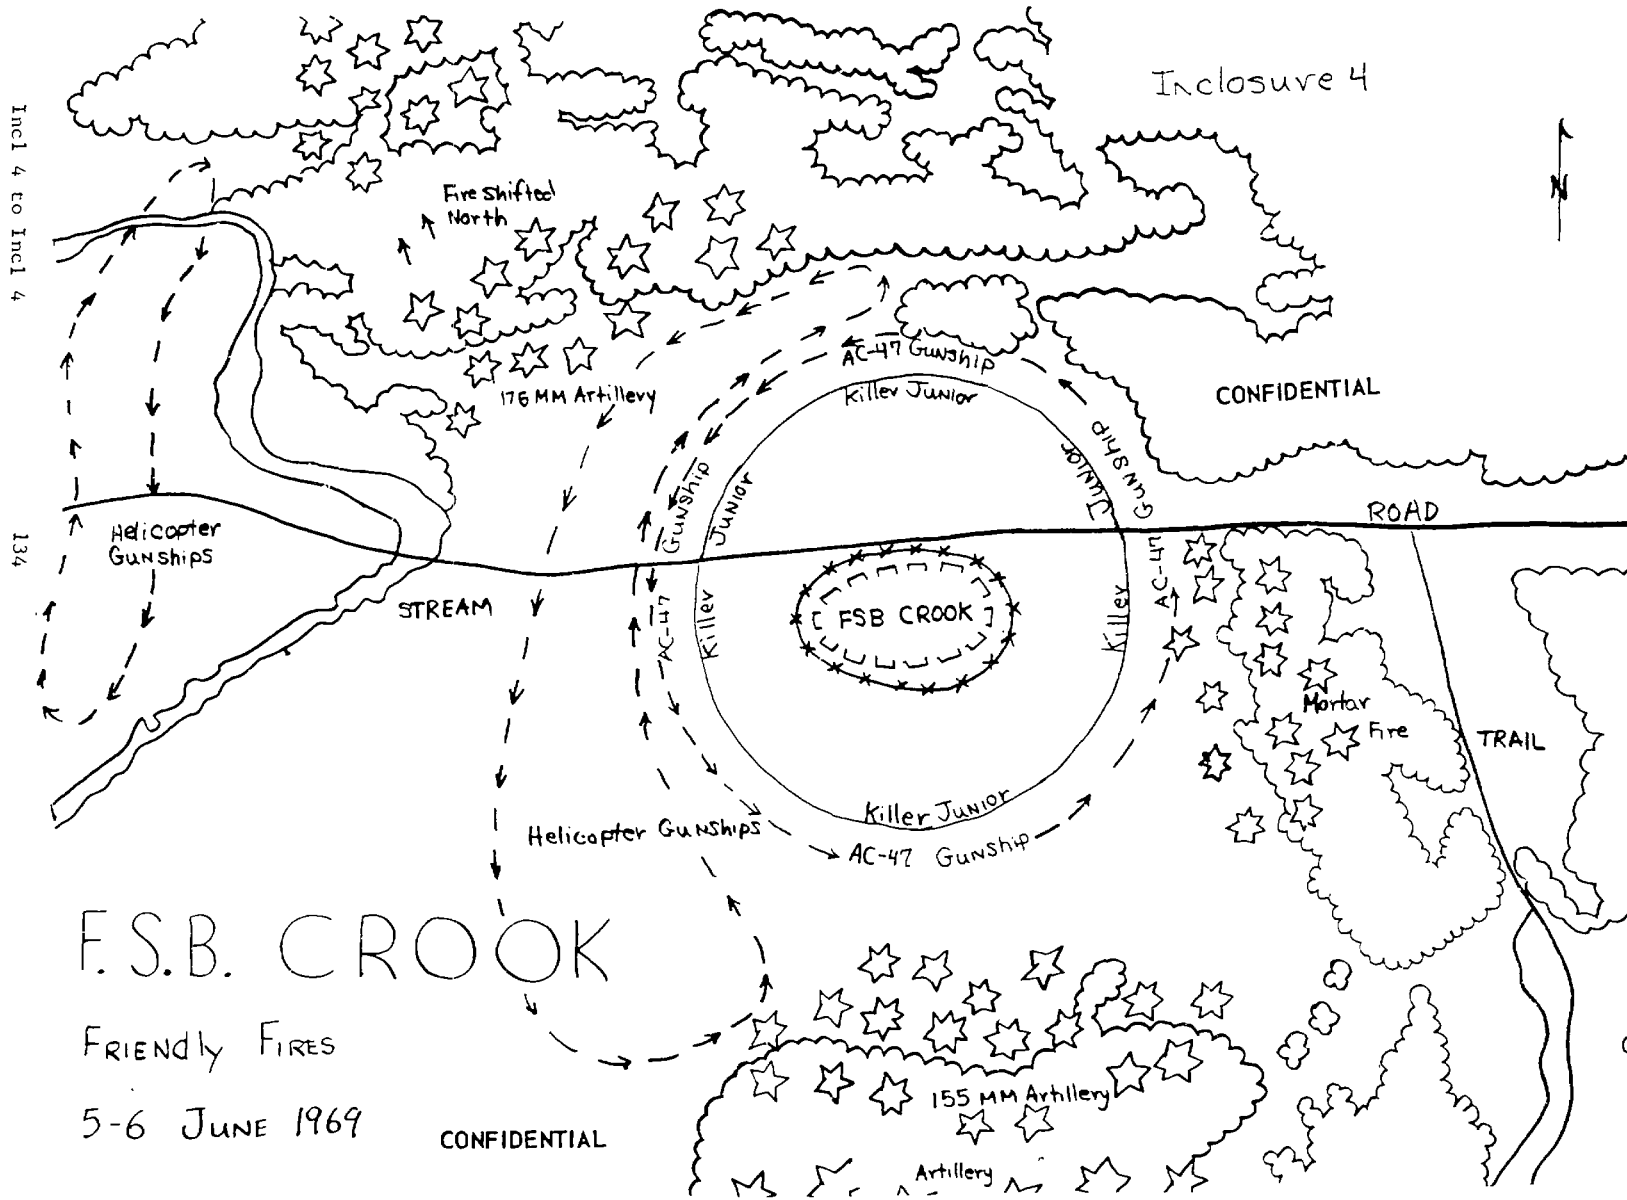 Inclosure 4
Incl 4 to Incl 4
134
N
Fire Shifted
North
176 MM Artillery
AC-47 Gunship
Killer Junior
CONFIDENTIAL
Gunship
Junior
Junior
Gunship
ROAD
Helicopter
Gunships
STREAM
AC-47
Killer
FSB CROOK
Killer
AC-47
Mortar
Fire
TRAIL
Killer Junior
Helicopter Gunships
AC-47 Gunship
F.S.B. CROOK
Friendly Fires
5-6 June 1969
CONFIDENTIAL
155 MM Artillery
Artillery